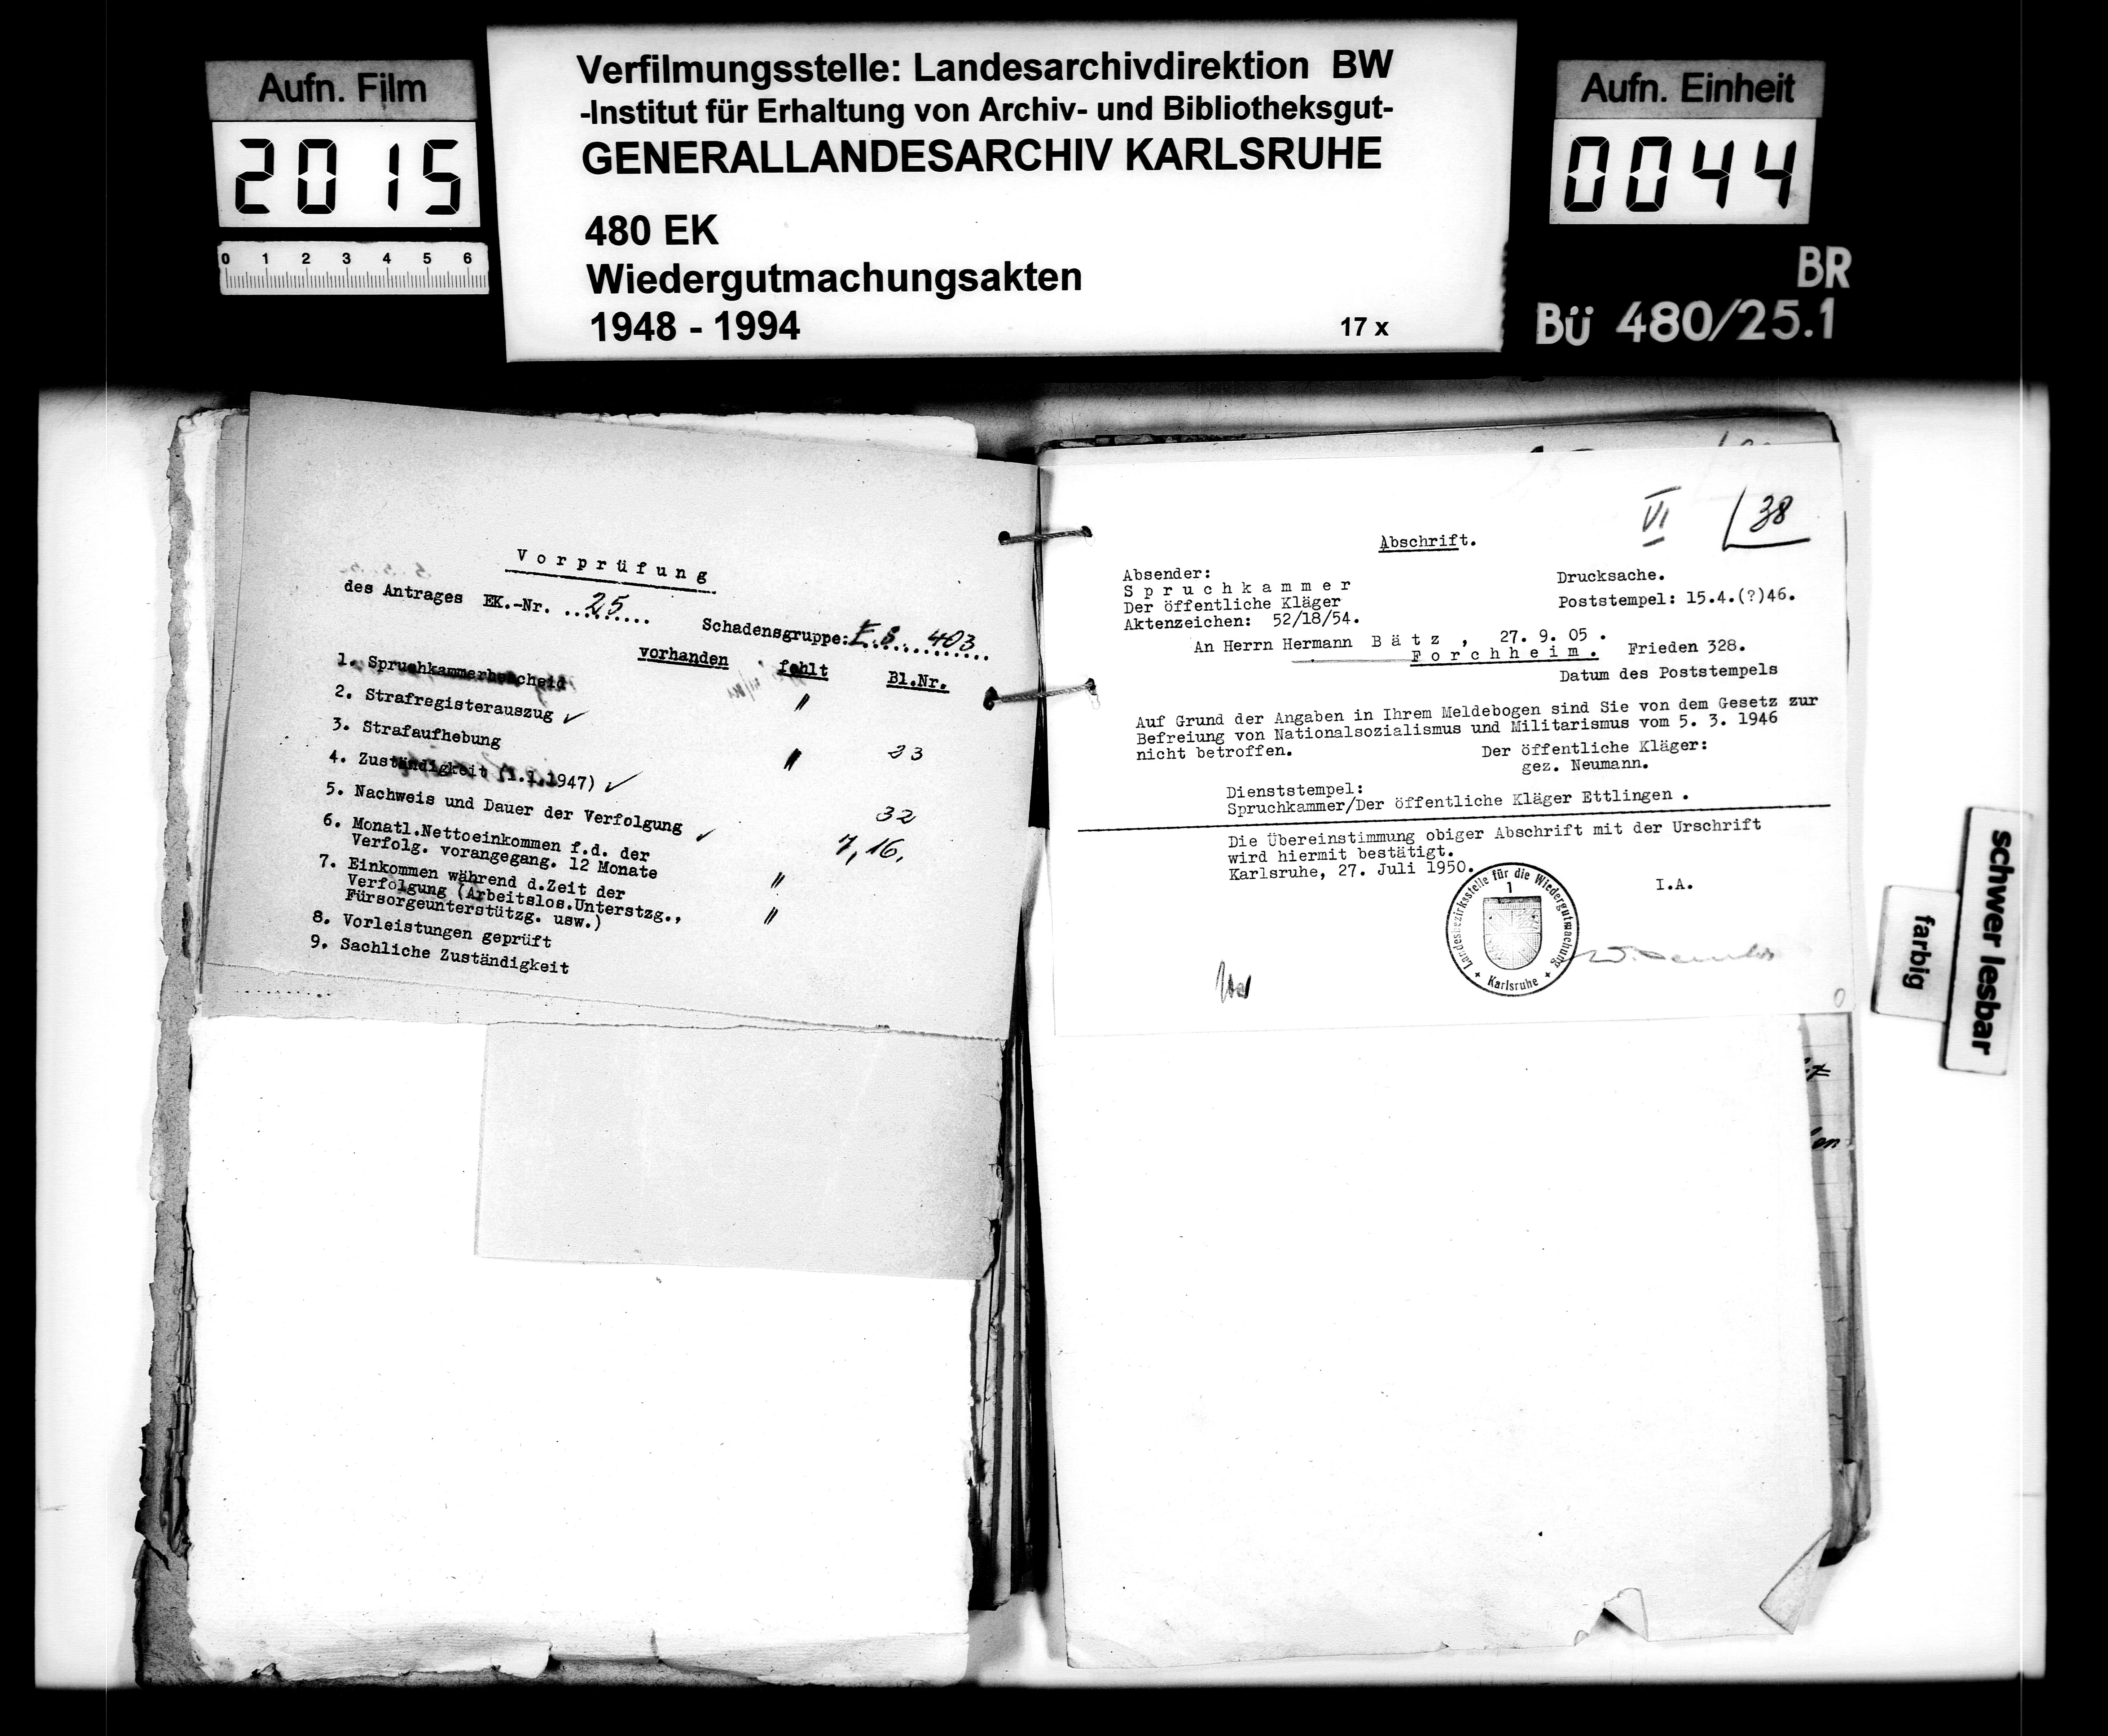 Aufn. Film
2015
0 1 2 3 4 5 6
Verfilmungsstelle: Landesarchivdirektion BW
-Institut für Erhaltung von Archiv- und Bibliotheksgut-
GENERALLANDESARCHIV KARLSRUHE
480 EK
Wiedergutmachungsakten
1948 - 1994
17 x
Aufn. Einheit
0044
BR
Bü 480/25.1
Vorprüfung
des Antrages EK.-Nr. ..25......
Schadensgruppe: 403
vorhanden fehlt Bl.Nr.
1. Spruchkammerbescheid "
2. Strafregisterauszug ✓ 33
3. Strafaufhebung "
4. Zuständigkeit (1.1.1947) ✓ 32
5. Nachweis und Dauer der Verfolgung ✓ 7, 16,
6. Monatl.Nettoeinkommen f.d. der
Verfolg. vorangegang. 12 Monate "
7. Einkommen während d.Zeit der
Verfolgung (Arbeitslos.Unterstzg.,
Fürsorgeunterstützg. usw.) "
8. Vorleistungen geprüft
9. Sachliche Zuständigkeit
VI 38
Abschrift.
Absender:
Spruchkammer
Der öffentliche Kläger
Aktenzeichen: 52/18/54.
Drucksache.
Poststempel: 15.4.(?)46.
An Herrn Hermann Bätz, 27. 9. 05 .
Forchheim. Frieden 328.
Datum des Poststempels
Auf Grund der Angaben in Ihrem Meldebogen sind Sie von dem Gesetz zur
Befreiung von Nationalsozialismus und Militarismus vom 5. 3. 1946
nicht betroffen.
Der öffentliche Kläger:
gez. Neumann.
Dienststempel:
Spruchkammer/Der öffentliche Kläger Ettlingen .
Die Übereinstimmung obiger Abschrift mit der Urschrift
wird hiermit bestätigt.
Karlsruhe, 27. Juli 1950.
I.A.
Landesbezirksstelle für die Wiedergutmachung
1
+ Karlsruhe +
farbig
schwer lesbar